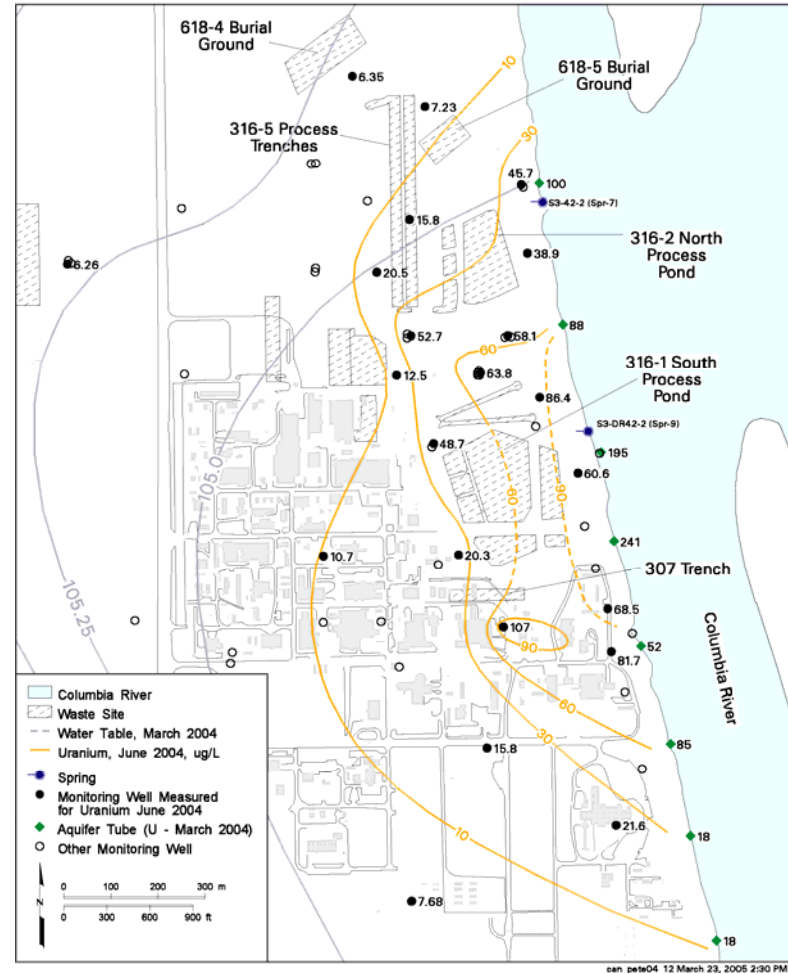 618-4 Burial
Ground
6.35
10
618-5 Burial
Ground
7.23
316-5 Process
Trenches
30
45.7
100
S3-42-2 (Spr-7)
15.8
316-2 North
Process
Pond
38.9
6.26
20.5
88
52.7
58.1
60
316-1 South
Process
Pond
63.8
12.5
86.4
S3-DR42-2 (Spr-9)
48.7
195
60.6
105.0
60
90
241
10.7
20.3
307 Trench
105.25
68.5
107
90
52
81.7
Columbia River
60
85
15.8
30
21.6
18
10
7.68
18
Columbia River
Waste Site
Water Table, March 2004
Uranium, June 2004, ug/L
Spring
Monitoring Well Measured
for Uranium June 2004
Aquifer Tube (U - March 2004)
Other Monitoring Well
N
0 100 200 300 m
0 300 600 900 ft
can_pete04 12 March 23, 2005 2:30 PM